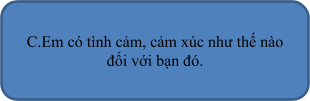 C.Em có tình cảm, cảm xúc như thế nào
đối với bạn đó.